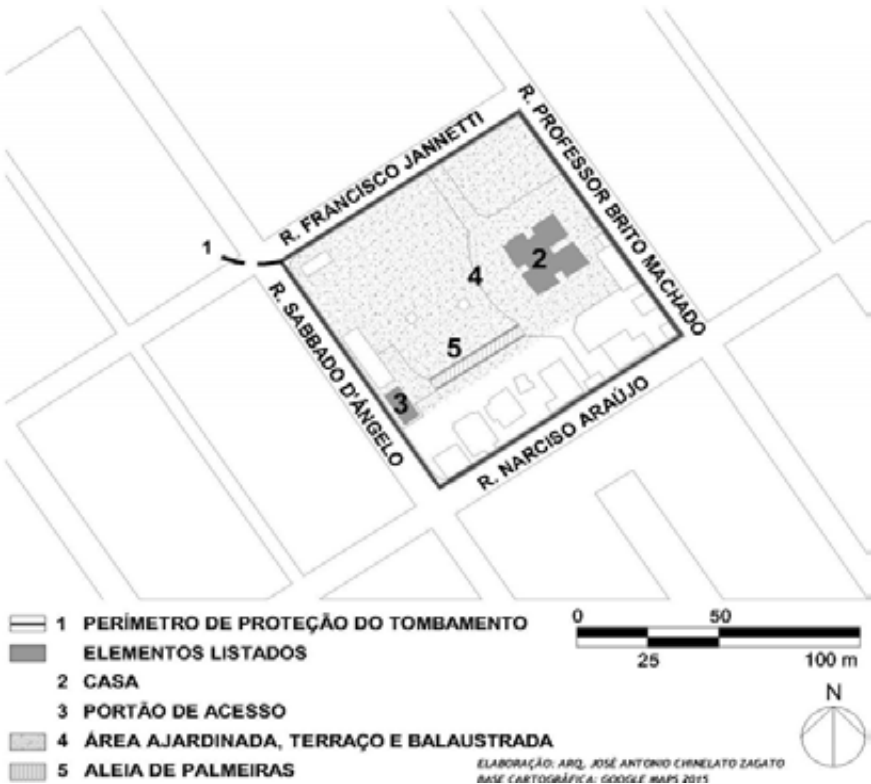 R. FRANCISCO JANNETTI
R. PROFESSOR BRITO MACHADO
1
2
4
R. SABBADO D'ÂNGELO
5
3
R. NARCISO ARAÚJO
1 PERÍMETRO DE PROTEÇÃO DO TOMBAMENTO
ELEMENTOS LISTADOS
2 CASA
3 PORTÃO DE ACESSO
4 ÁREA AJARDINADA, TERRAÇO E BALAUSTRADA
5 ALEIA DE PALMEIRAS
0 50
25 100 m
N
ELABORAÇÃO: ARQ. JOSÉ ANTONIO CHINELATO ZAGATO
BASE CARTOGRÁFICA: GOOGLE MAPS 2015